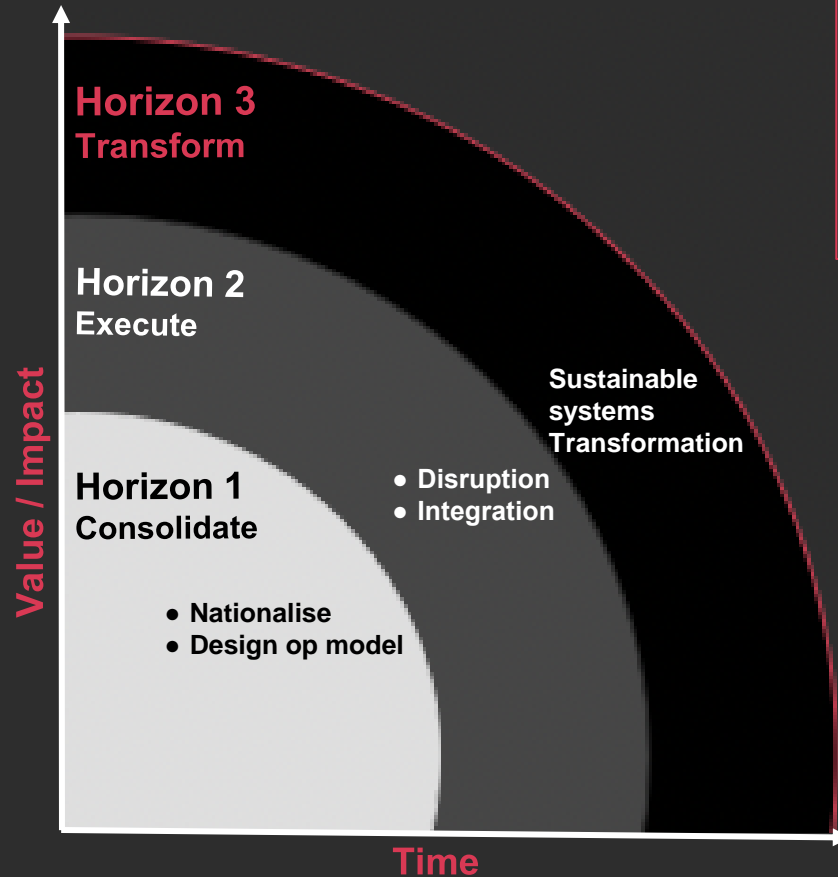 Horizon 3
Transform
Horizon 2
Execute
Sustainable
systems
Transformation
● Disruption
● Integration
Horizon 1
Consolidate
● Nationalise
● Design op model
Value / Impact
Time